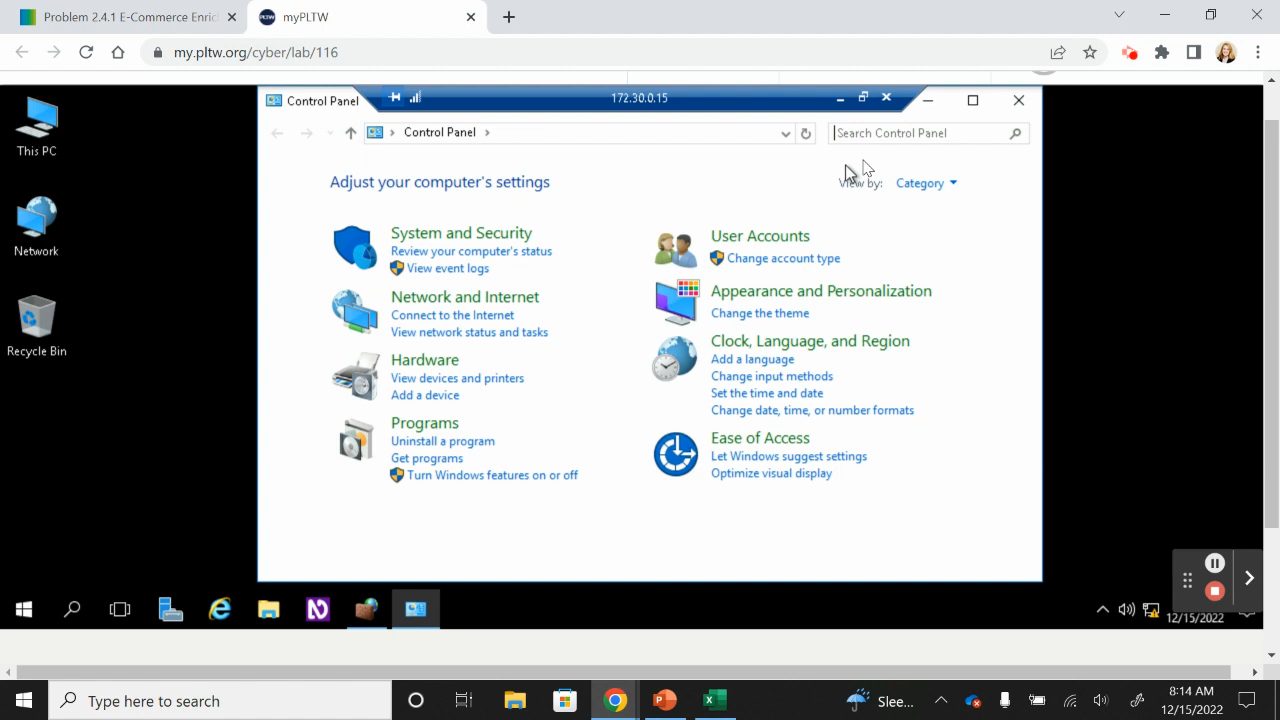 Problem 2.4.1 E-Commerce Enrich
myPLTW
my.pltw.org/cyber/lab/116
Control Panel
172.30.0.15
This PC
Control Panel
Search Control Panel
Adjust your computer's settings
View by: Category
System and Security
Review your computer's status
View event logs
User Accounts
Change account type
Network
Network and Internet
Connect to the Internet
View network status and tasks
Appearance and Personalization
Change the theme
Recycle Bin
Hardware
View devices and printers
Add a device
Clock, Language, and Region
Add a language
Change input methods
Set the time and date
Change date, time, or number formats
Programs
Uninstall a program
Get programs
Turn Windows features on or off
Ease of Access
Let Windows suggest settings
Optimize visual display
12/15/2022
Type here to search
Slee...
8:14 AM
12/15/2022